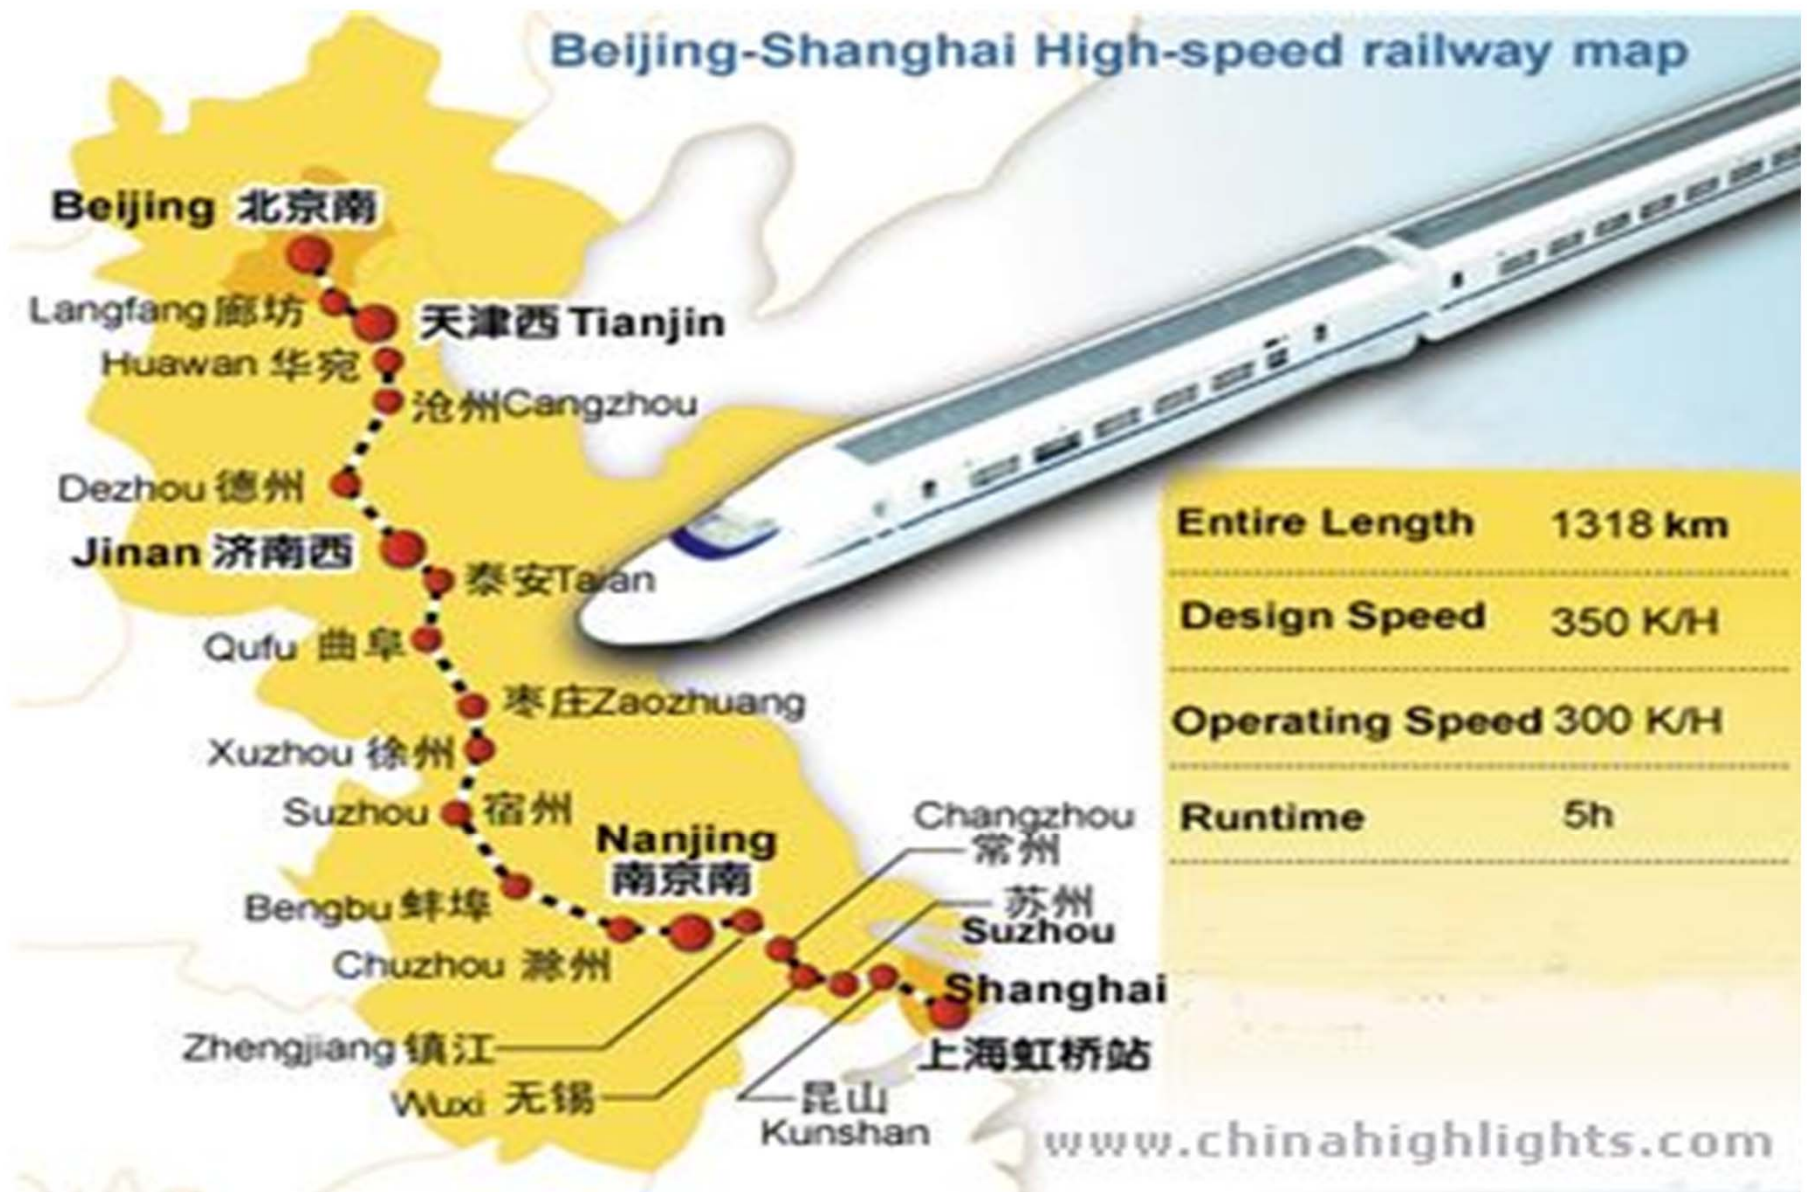 Beijing-Shanghai High-speed railway map
Beijing 北京南
Langfang 廊坊
天津西 Tianjin
Huawan 华宛
沧州Cangzhou
Dezhou 德州
Jinan 济南西
泰安Taian
Qufu 曲阜
枣庄Zaozhuang
Xuzhou 徐州
Suzhou 宿州
Nanjing
南京南
Bengbu 蚌埠
Chuzhou 滁州
Changzhou
常州
苏州
Suzhou
Shanghai
上海虹桥站
Zhengjiang 镇江
Wuxi 无锡
昆山
Kunshan
Entire Length 1318 km
Design Speed 350 K/H
Operating Speed 300 K/H
Runtime 5h
www.chinahighlights.com